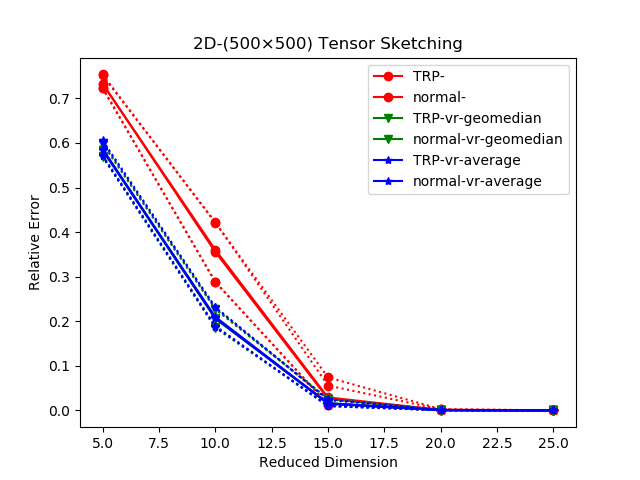 2D-(500×500) Tensor Sketching
TRP-
normal-
TRP-vr-geomedian
normal-vr-geomedian
TRP-vr-average
normal-vr-average
Relative Error
0.7
0.6
0.5
0.4
0.3
0.2
0.1
0.0
5.0 7.5 10.0 12.5 15.0 17.5 20.0 22.5 25.0
Reduced Dimension